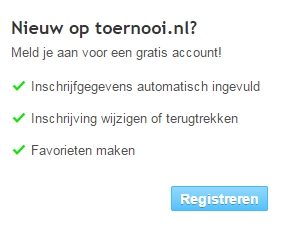 Nieuw op toernooi.nl?
Meld je aan voor een gratis account!
Inschrijfgegevens automatisch ingevuld
Inschrijving wijzigen of terugtrekken
Favorieten maken
Registreren